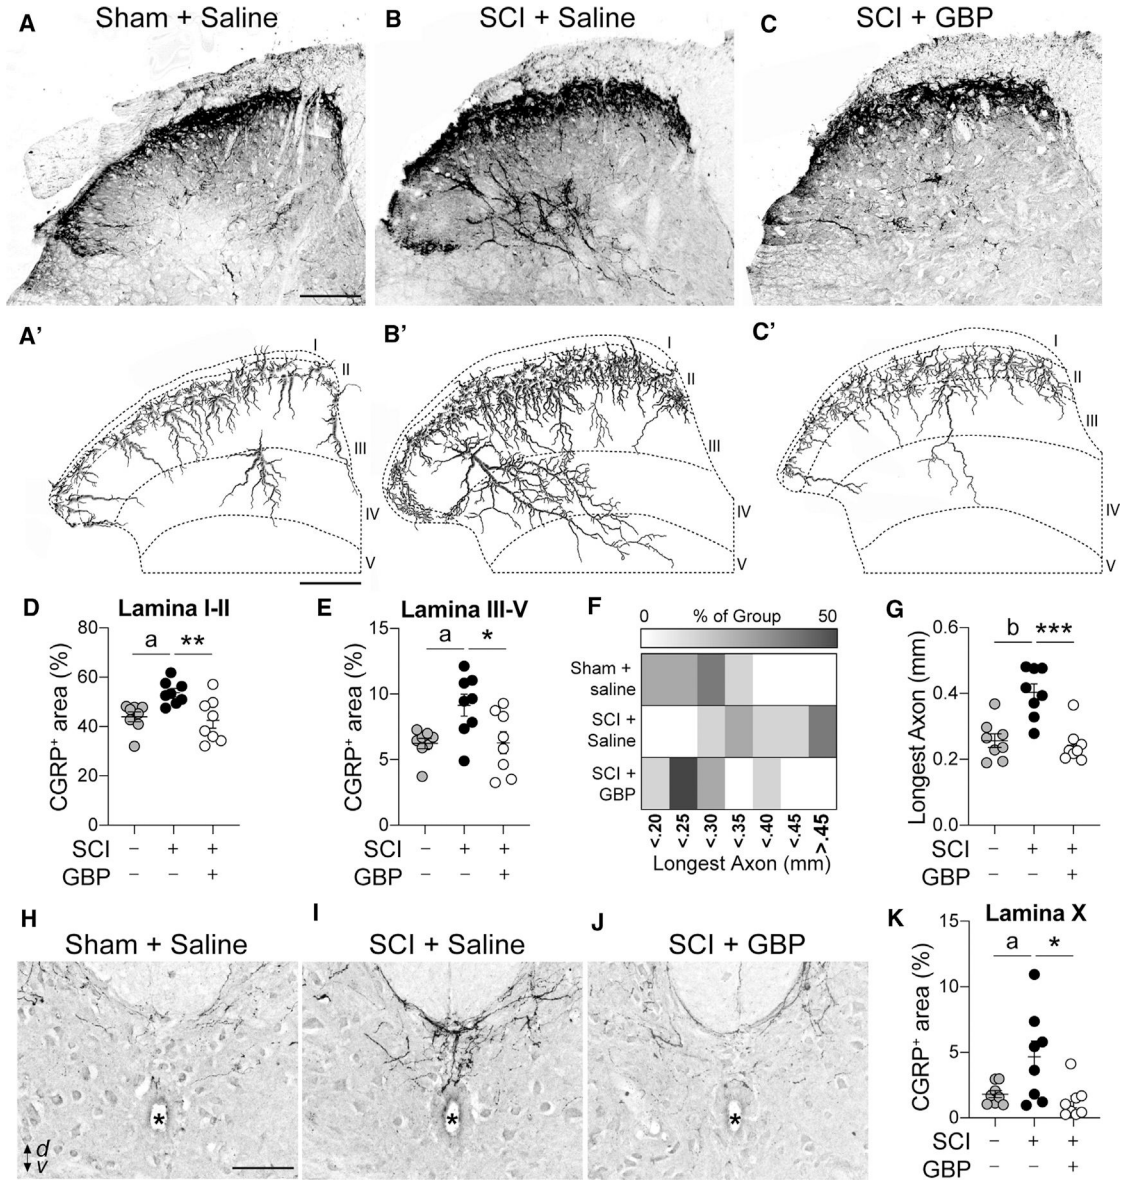 A Sham + Saline
B SCI + Saline
C SCI + GBP
A'
I
II
III
IV
V
B'
I
II
III
IV
V
C'
I
II
III
IV
V
D
Lamina I-II
CGRP+ area (%)
80
60
40
20
0
a **
– + +
– – +
E
Lamina III-V
CGRP+ area (%)
15
10
5
0
a *
SCI – + +
GBP – – +
SCI
GBP
F
0 % of Group 50
Sham +
saline
SCI +
Saline
SCI +
GBP
<.20 <.25 <.30 <.35 <.40 <.45 >.45
Longest Axon (mm)
G
Longest Axon (mm)
0.6
0.4
0.2
0.0
b ***
SCI – + +
GBP – – +
H
Sham + Saline
*
d
v
I
SCI + Saline
*
J
SCI + GBP
*
K
Lamina X
CGRP+ area (%)
15
10
5
0
a *
SCI – + +
GBP – – +